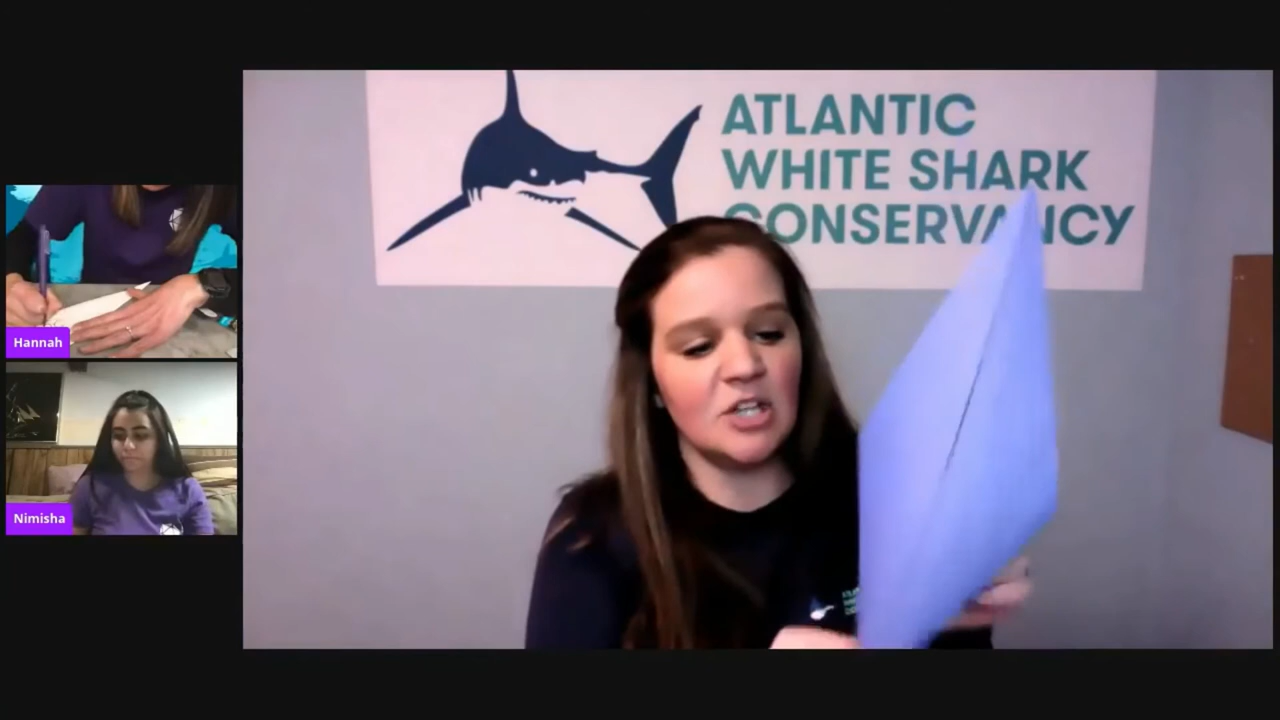 ATLANTIC
WHITE SHARK
CONSERVANCY
Hannah
Nimisha